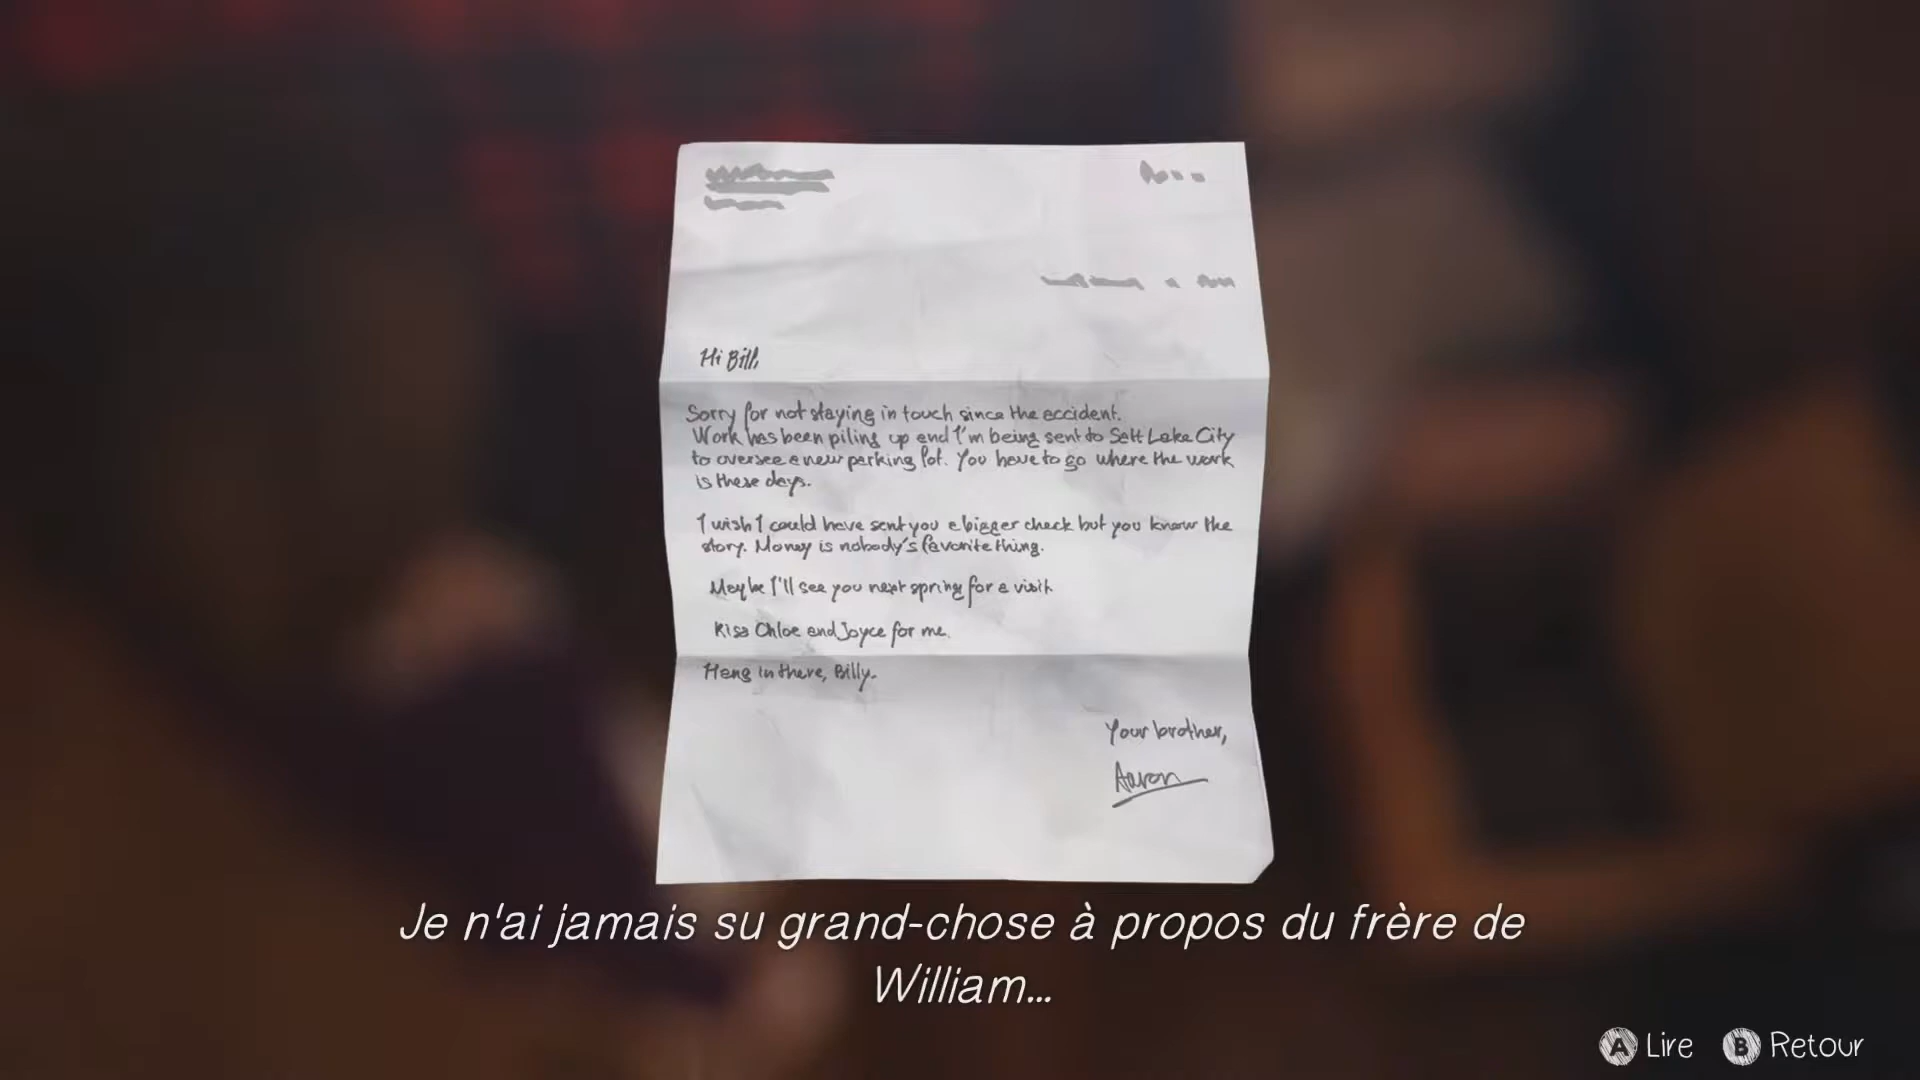 Hi Bill,
Sorry for not staying in touch since the accident.
Work has been piling up and I'm being sent to Salt Lake City
to oversee a new parking lot. You have to go where the work
is these days.
I wish I could have sent you a bigger check but you know the
story. Money is nobody's favorite thing.
Maybe I'll see you next spring for a visit.
Kiss Chloe and Joyce for me.
Hang in there, Billy.
Your brother,
Aaron
Je n'ai jamais su grand-chose à propos du frère de
William...
A Lire B Retour